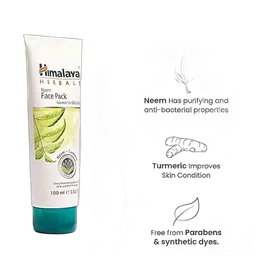 Himalaya
HERBALS
Neem
Face Pack
100 ml
Neem Has purifying and
anti-bacterial properties
Turmeric Improves
Skin Condition
Free from Parabens
& synthetic dyes.